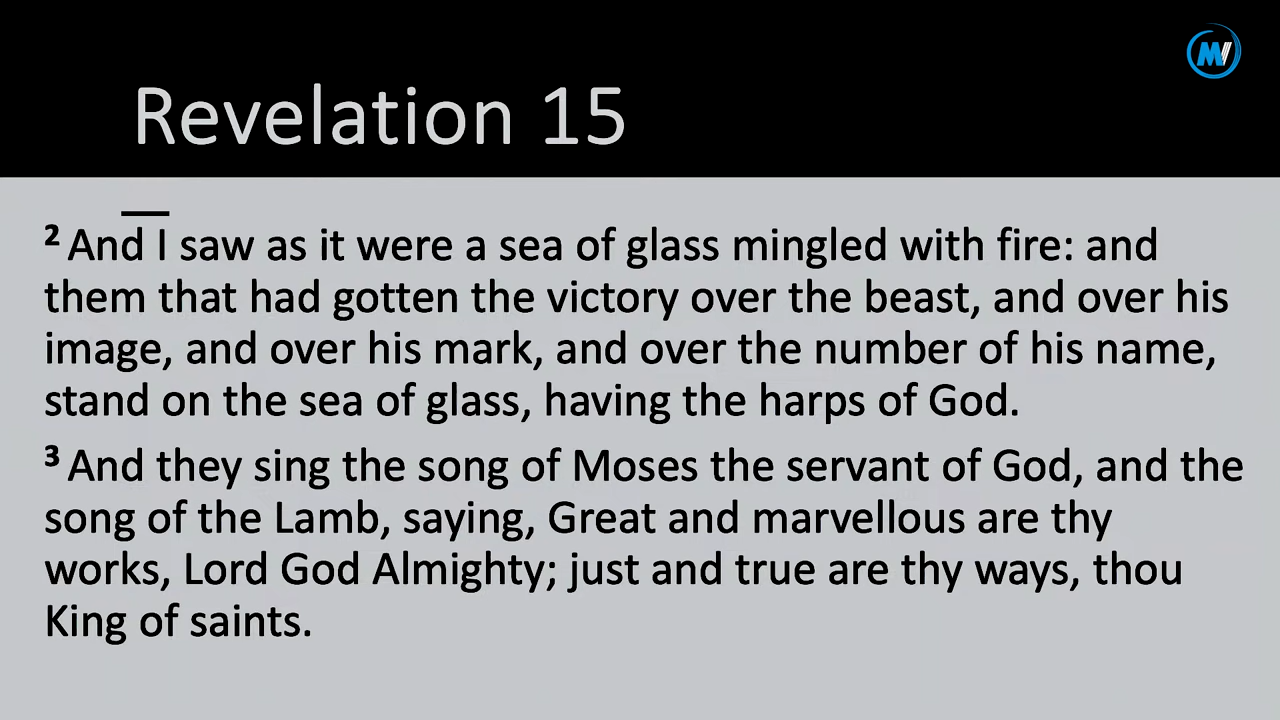 MV
Revelation 15
2 And I saw as it were a sea of glass mingled with fire: and
them that had gotten the victory over the beast, and over his
image, and over his mark, and over the number of his name,
stand on the sea of glass, having the harps of God.
3 And they sing the song of Moses the servant of God, and the
song of the Lamb, saying, Great and marvellous are thy
works, Lord God Almighty; just and true are thy ways, thou
King of saints.